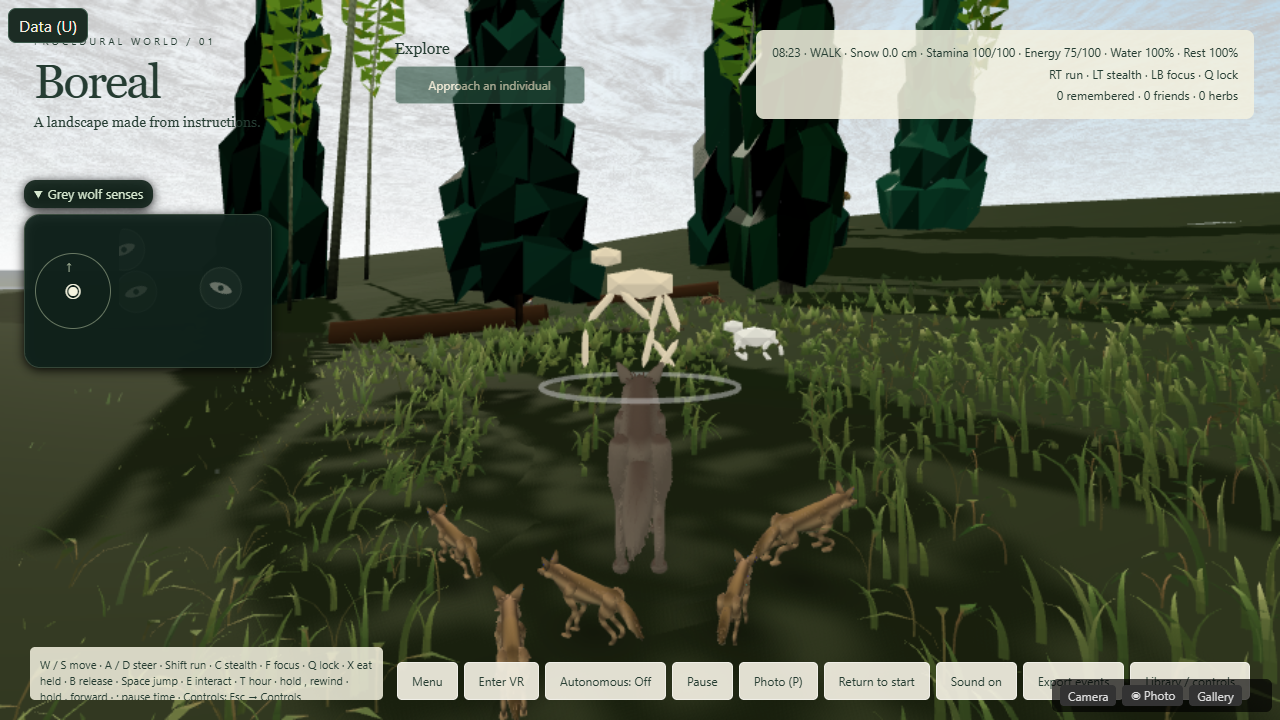 Data (U)
PROCEDURAL WORLD / 01
Boreal
A landscape made from instructions.
Explore
Approach an individual
08:23 · WALK · Snow 0.0 cm · Stamina 100/100 · Energy 75/100 · Water 100% · Rest 100%
RT run · LT stealth · LB focus · Q lock
0 remembered · 0 friends · 0 herbs
▼ Grey wolf senses
↑
W / S move · A / D steer · Shift run · C stealth · F focus · Q lock · X eat
held · B release · Space jump · E interact · T hour · hold , rewind ·
hold . forward · ; pause time · Controls: Esc → Controls
Menu
Enter VR
Autonomous: Off
Pause
Photo (P)
Return to start
Sound on
Export events
Library / controls
Camera
◉ Photo
Gallery